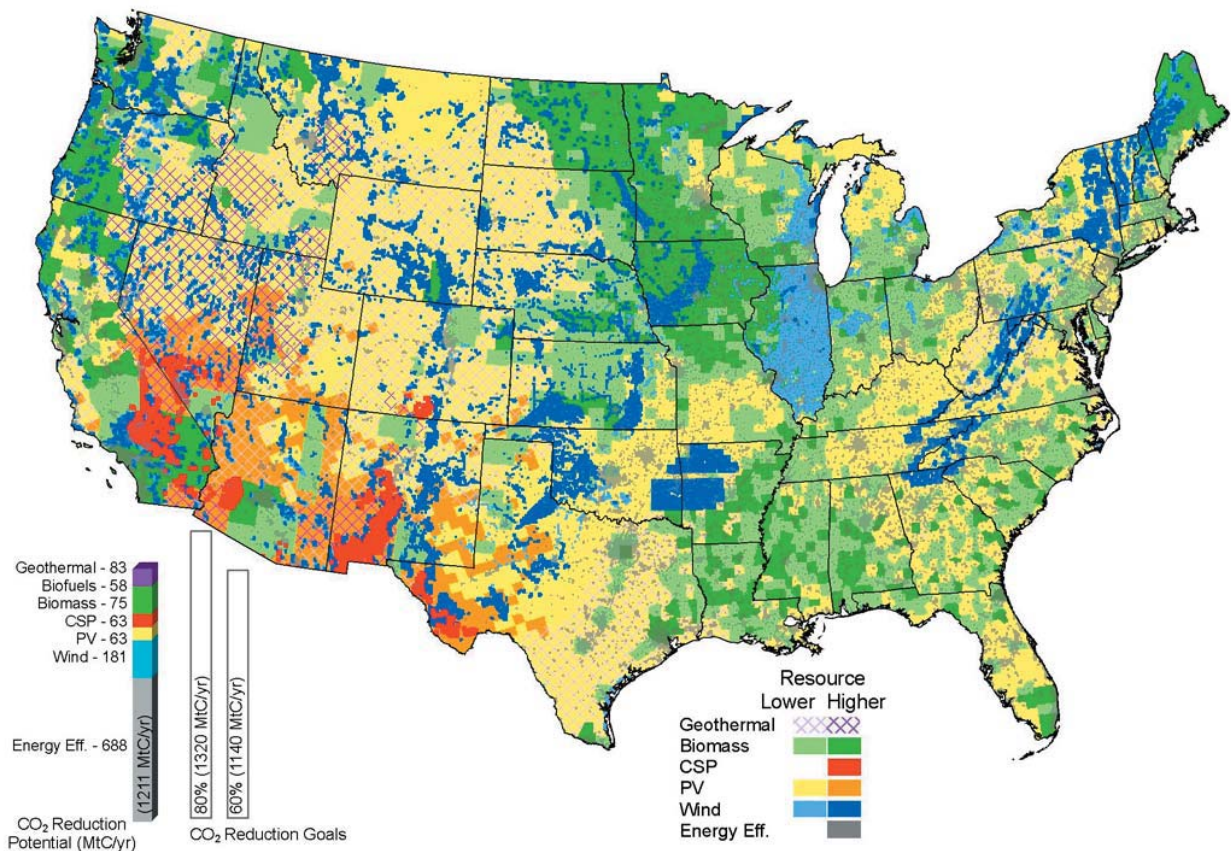 Geothermal - 83
Biofuels - 58
Biomass - 75
CSP - 63
PV - 63
Wind - 181
Energy Eff. - 688
(1211 MtC/yr)
CO₂ Reduction
Potential (MtC/yr)
80% (1320 MtC/yr)
60% (1140 MtC/yr)
CO₂ Reduction Goals
Resource
Lower Higher
Geothermal
Biomass
CSP
PV
Wind
Energy Eff.